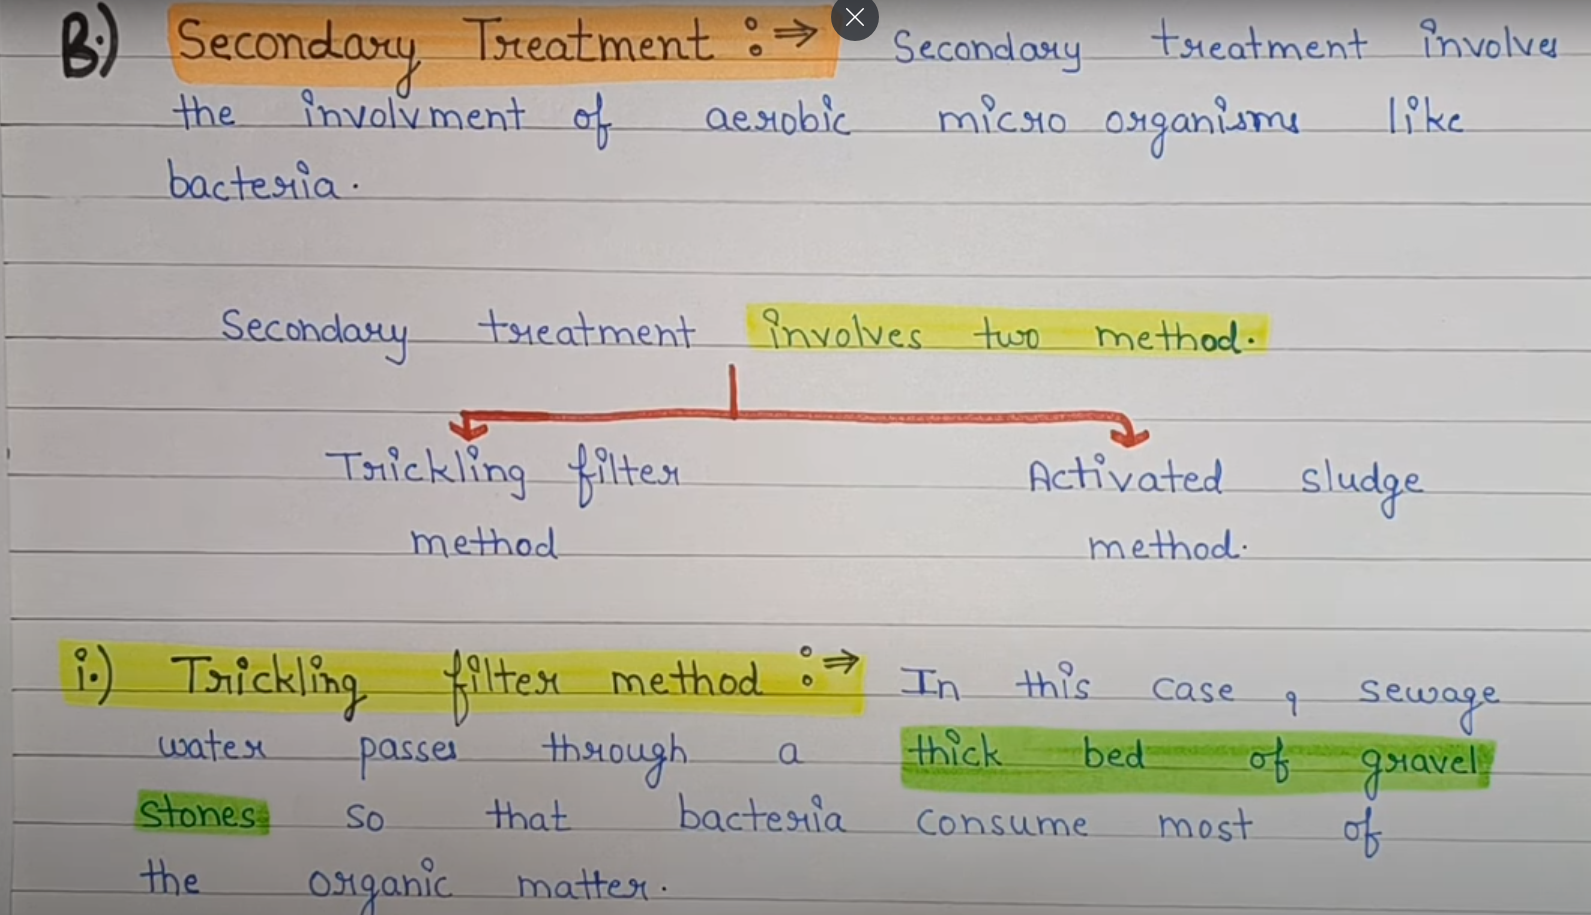 B.) Secondary Treatment :⇒ Secondary treatment involves
the involvment of aerobic micro organisms like
bacteria.
Secondary treatment involves two method.
Trickling filter Activated sludge
method method.
i.) Trickling filter method :⇒ In this case, sewage
water passes through a thick bed of gravel
stones so that bacteria consume most of
the organic matter.